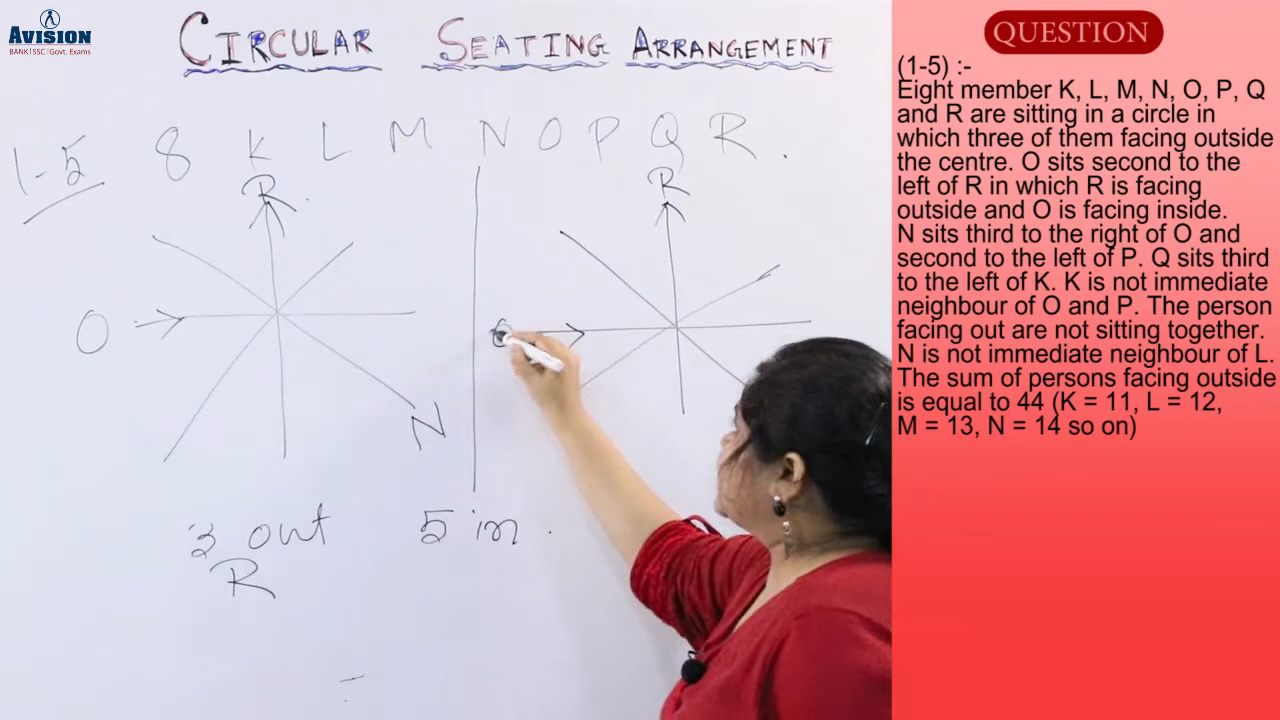 AVISION
BANK|SSC|Govt. Exams
CIRCULAR SEATING ARRANGEMENT
1-5 8 K L M N O P Q R.
R
O
N
3 out 5 in.
R
R
O
QUESTION
(1-5) :-
Eight member K, L, M, N, O, P, Q
and R are sitting in a circle in
which three of them facing outside
the centre. O sits second to the
left of R in which R is facing
outside and O is facing inside.
N sits third to the right of O and
second to the left of P. Q sits third
to the left of K. K is not immediate
neighbour of O and P. The person
facing out are not sitting together.
N is not immediate neighbour of L.
The sum of persons facing outside
is equal to 44 (K = 11, L = 12,
M = 13, N = 14 so on)